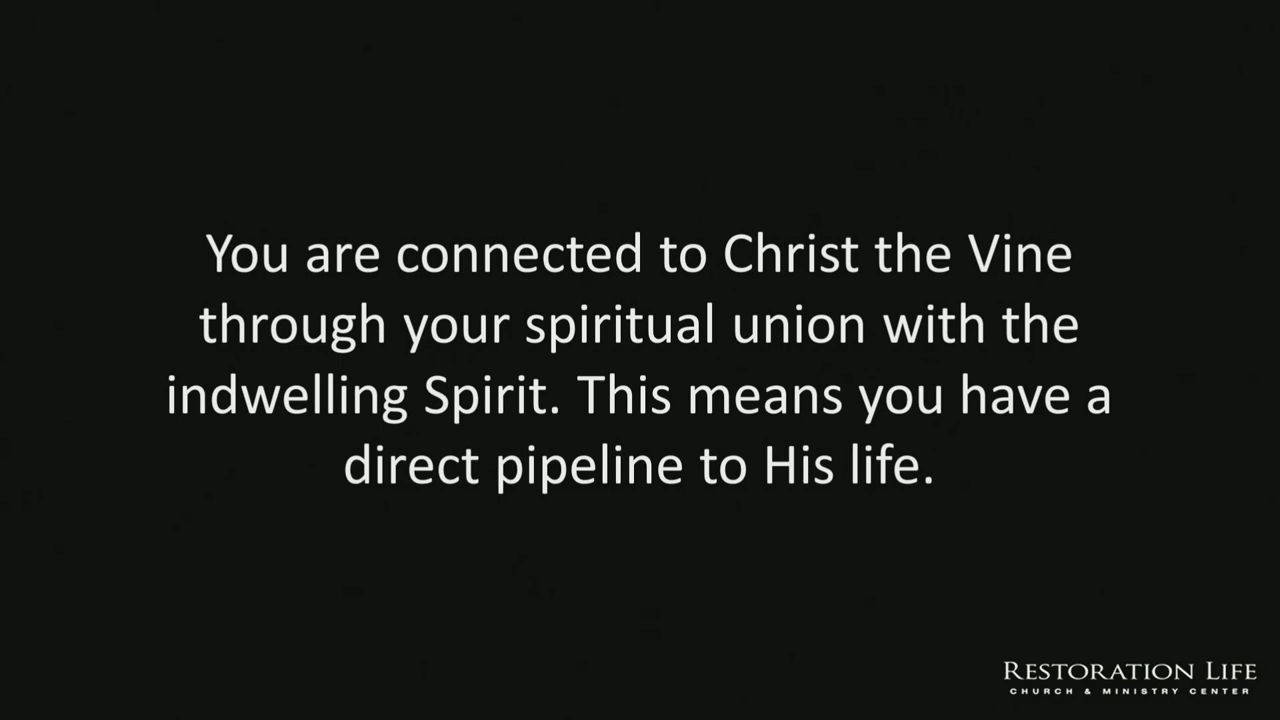 You are connected to Christ the Vine
through your spiritual union with the
indwelling Spirit. This means you have a
direct pipeline to His life.
RESTORATION LIFE
CHURCH & MINISTRY CENTER